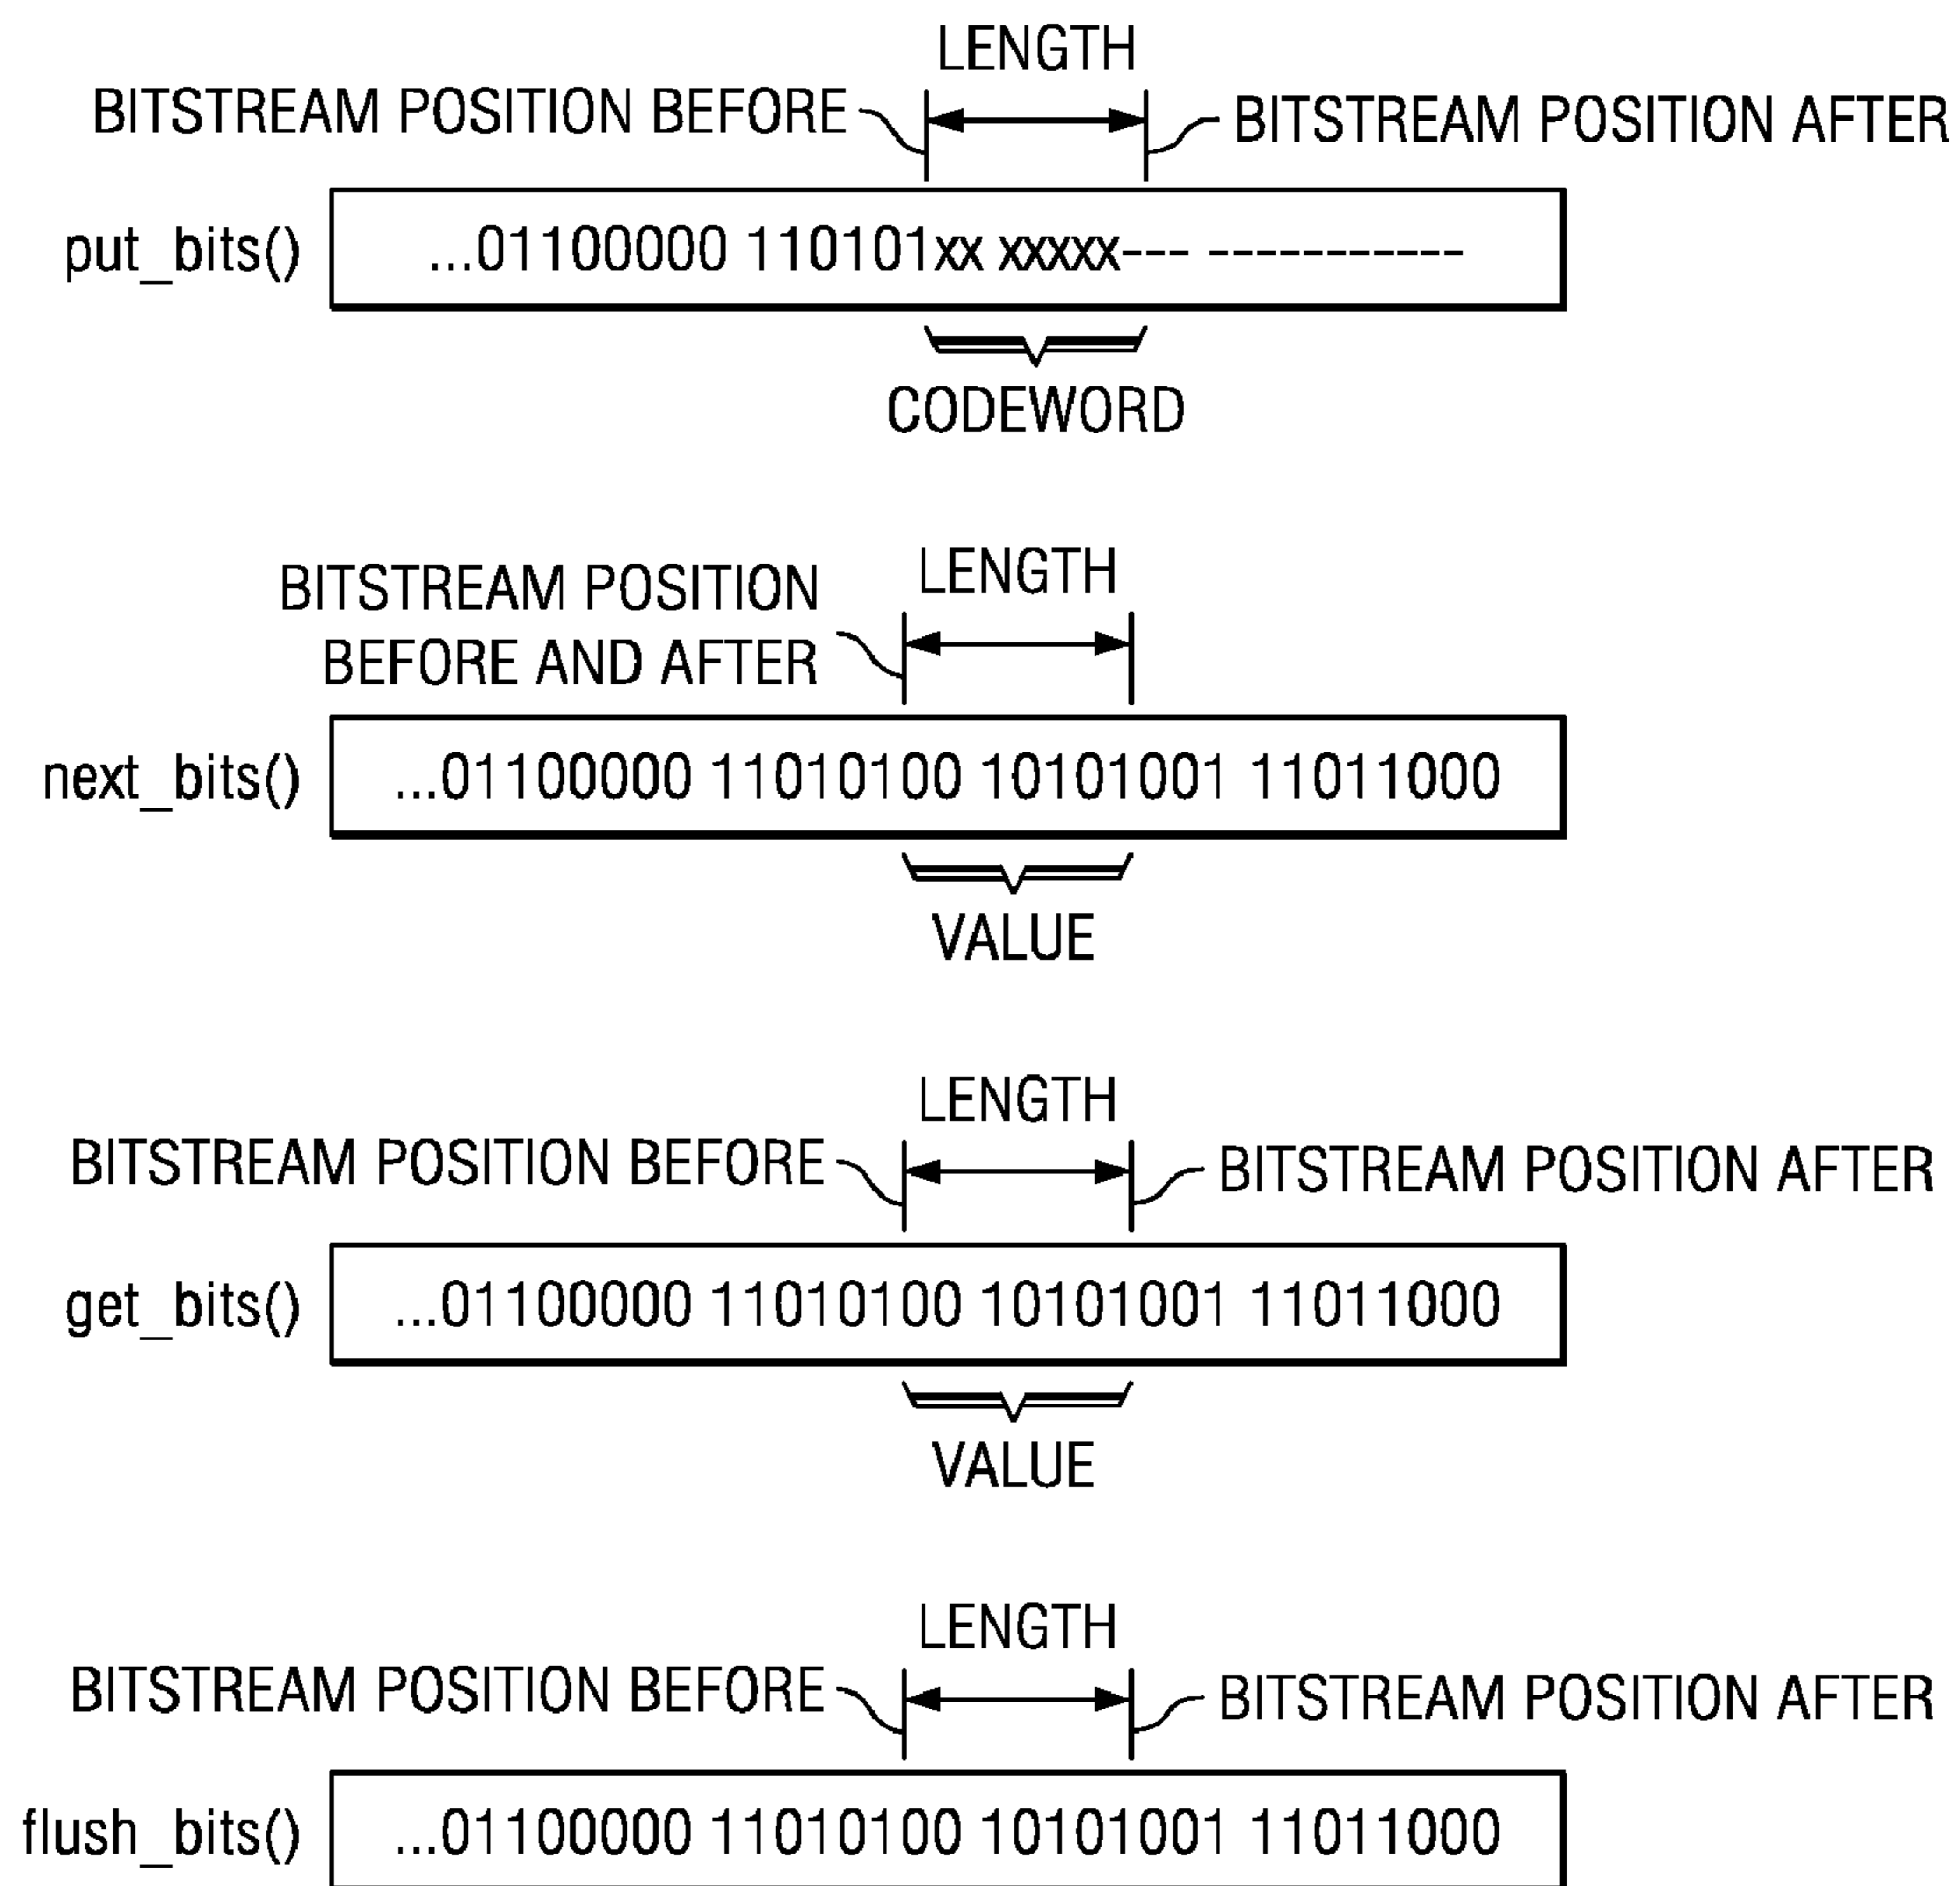 LENGTH
BITSTREAM POSITION BEFORE
BITSTREAM POSITION AFTER
put_bits() ...01100000 110101xx xxxxx--- -----------
CODEWORD
LENGTH
BITSTREAM POSITION
BEFORE AND AFTER
next_bits() ...01100000 11010100 10101001 11011000
VALUE
LENGTH
BITSTREAM POSITION BEFORE
BITSTREAM POSITION AFTER
get_bits() ...01100000 11010100 10101001 11011000
VALUE
LENGTH
BITSTREAM POSITION BEFORE
BITSTREAM POSITION AFTER
flush_bits() ...01100000 11010100 10101001 11011000